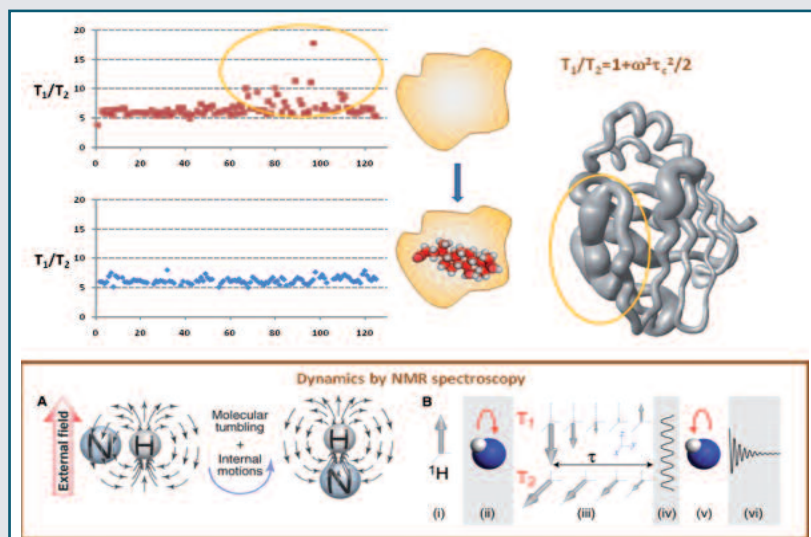 20
15
T₁/T₂
10
5
0
0 20 40 60 80 100 120
T₁/T₂=1+ω²τc²/2
20
15
T₁/T₂
10
5
0
0 20 40 60 80 100 120
Dynamics by NMR spectroscopy
A
External field
N
H
Molecular
tumbling
+
Internal
motions
H
N
B
T₁
τ
T₂
¹H
(i)
(ii)
(iii)
(iv)
(v)
(vi)